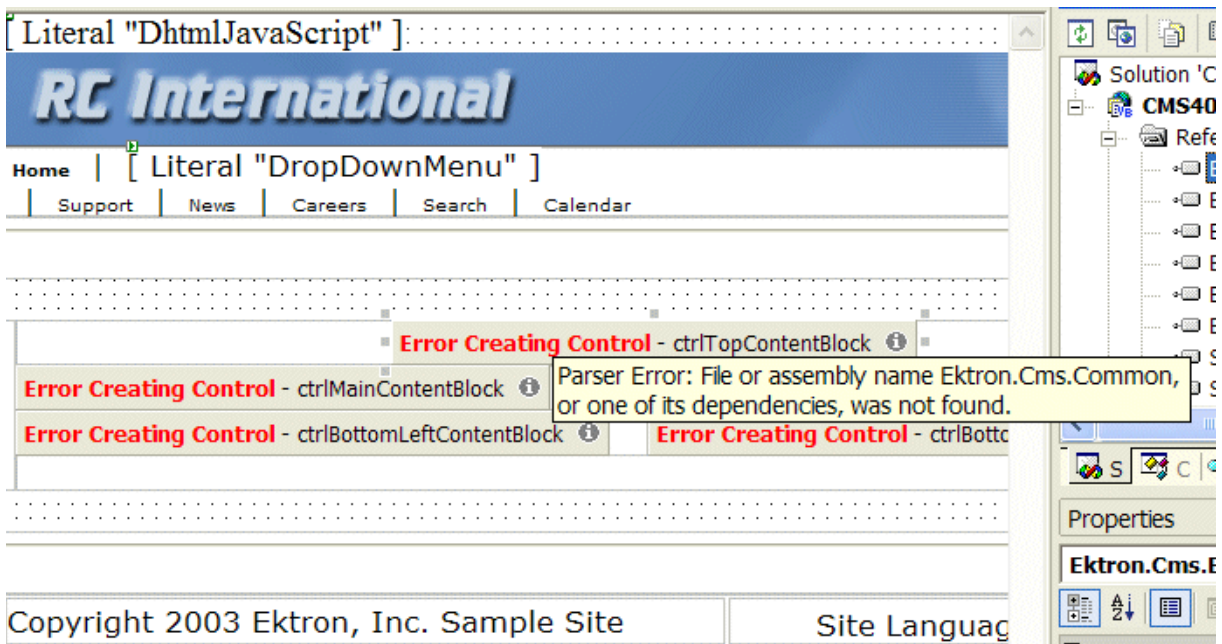 [ Literal "DhtmlJavaScript" ]
RC International
Home | [ Literal "DropDownMenu" ]
| Support | News | Careers | Search | Calendar
Error Creating Control - ctrlTopContentBlock
Error Creating Control - ctrlMainContentBlock
Parser Error: File or assembly name Ektron.Cms.Common,
or one of its dependencies, was not found.
Error Creating Control - ctrlBottomLeftContentBlock
Error Creating Control - ctrlBottc
Copyright 2003 Ektron, Inc. Sample Site
Site Languag
Solution 'C
CMS40
Refe
E
E
E
E
E
E
S
S
S
C
Properties
Ektron.Cms.E